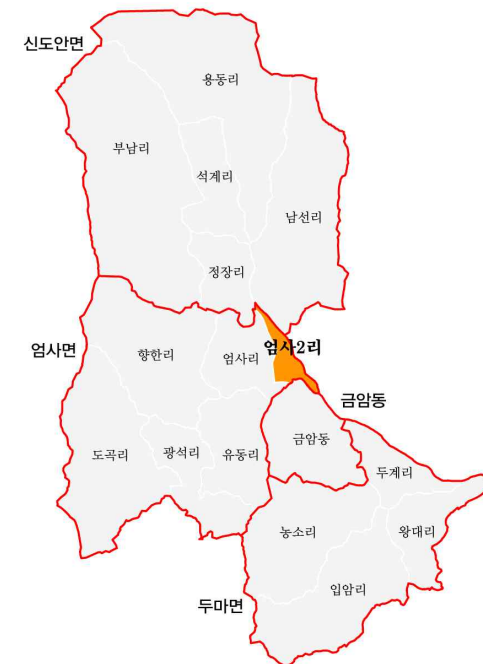 신도안면
용동리
부남리
석계리
남선리
정장리
엄사면
향한리
엄사리
엄사2리
금암동
도곡리
광석리
유동리
금암동
두계리
농소리
왕대리
입암리
두마면